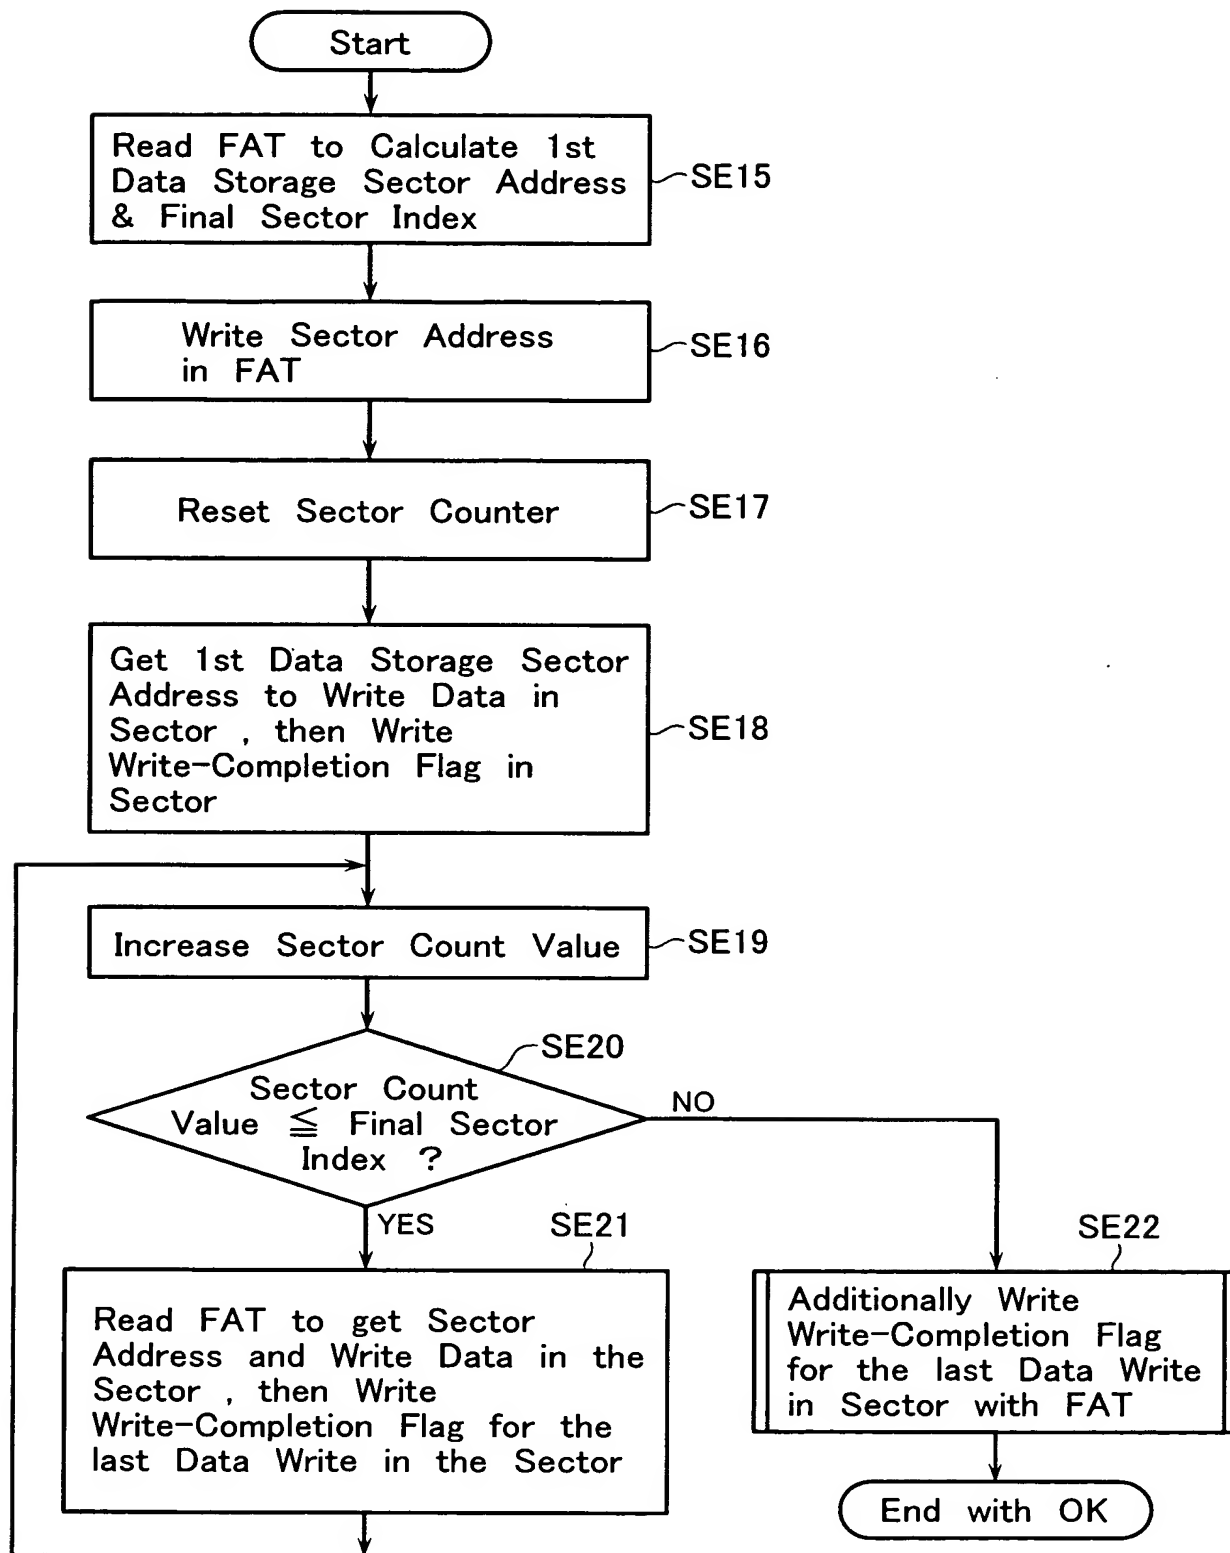 Start
Read FAT to Calculate 1st
Data Storage Sector Address
& Final Sector Index
SE15
Write Sector Address
in FAT
SE16
Reset Sector Counter
SE17
Get 1st Data Storage Sector
Address to Write Data in
Sector , then Write
Write-Completion Flag in
Sector
SE18
Increase Sector Count Value
SE19
SE20
Sector Count
Value ≦ Final Sector
Index ?
NO
YES
SE21
Read FAT to get Sector
Address and Write Data in the
Sector , then Write
Write-Completion Flag for the
last Data Write in the Sector
SE22
Additionally Write
Write-Completion Flag
for the last Data Write
in Sector with FAT
End with OK